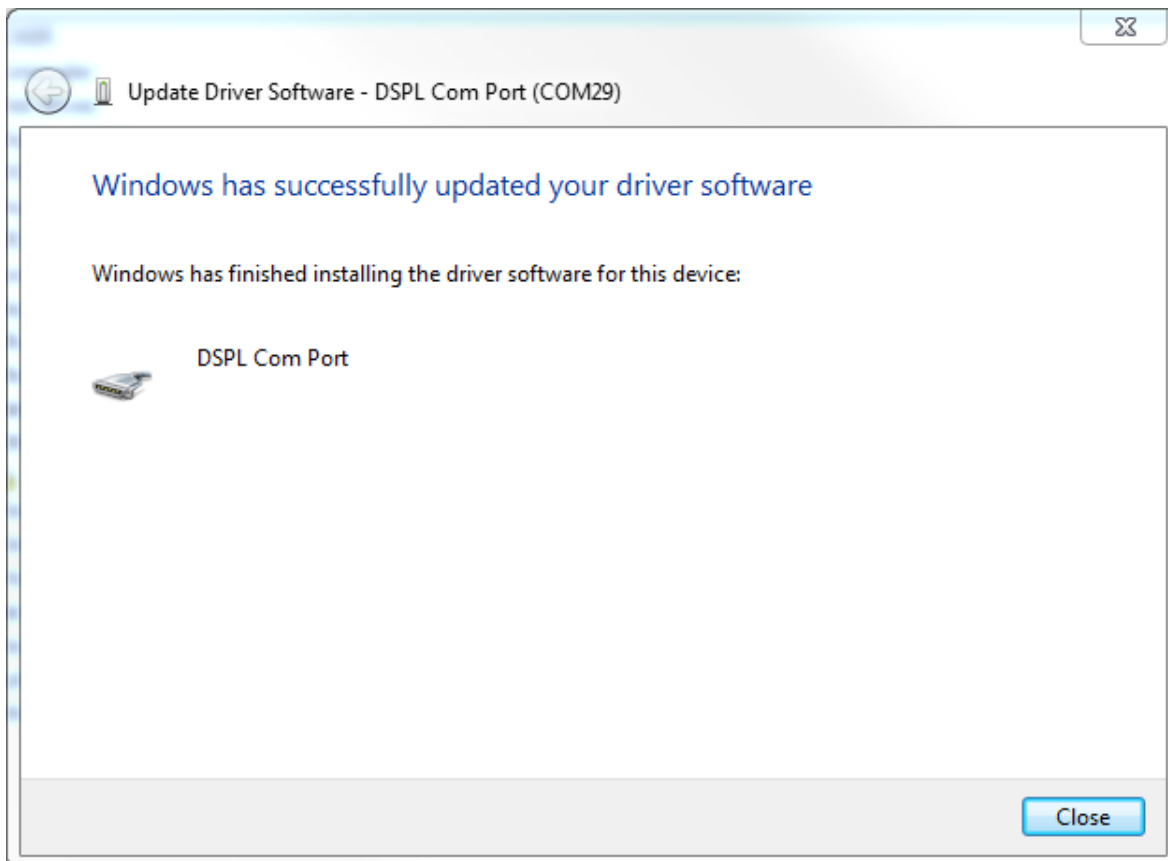 Update Driver Software - DSPL Com Port (COM29)
Windows has successfully updated your driver software
Windows has finished installing the driver software for this device:
DSPL Com Port
Close